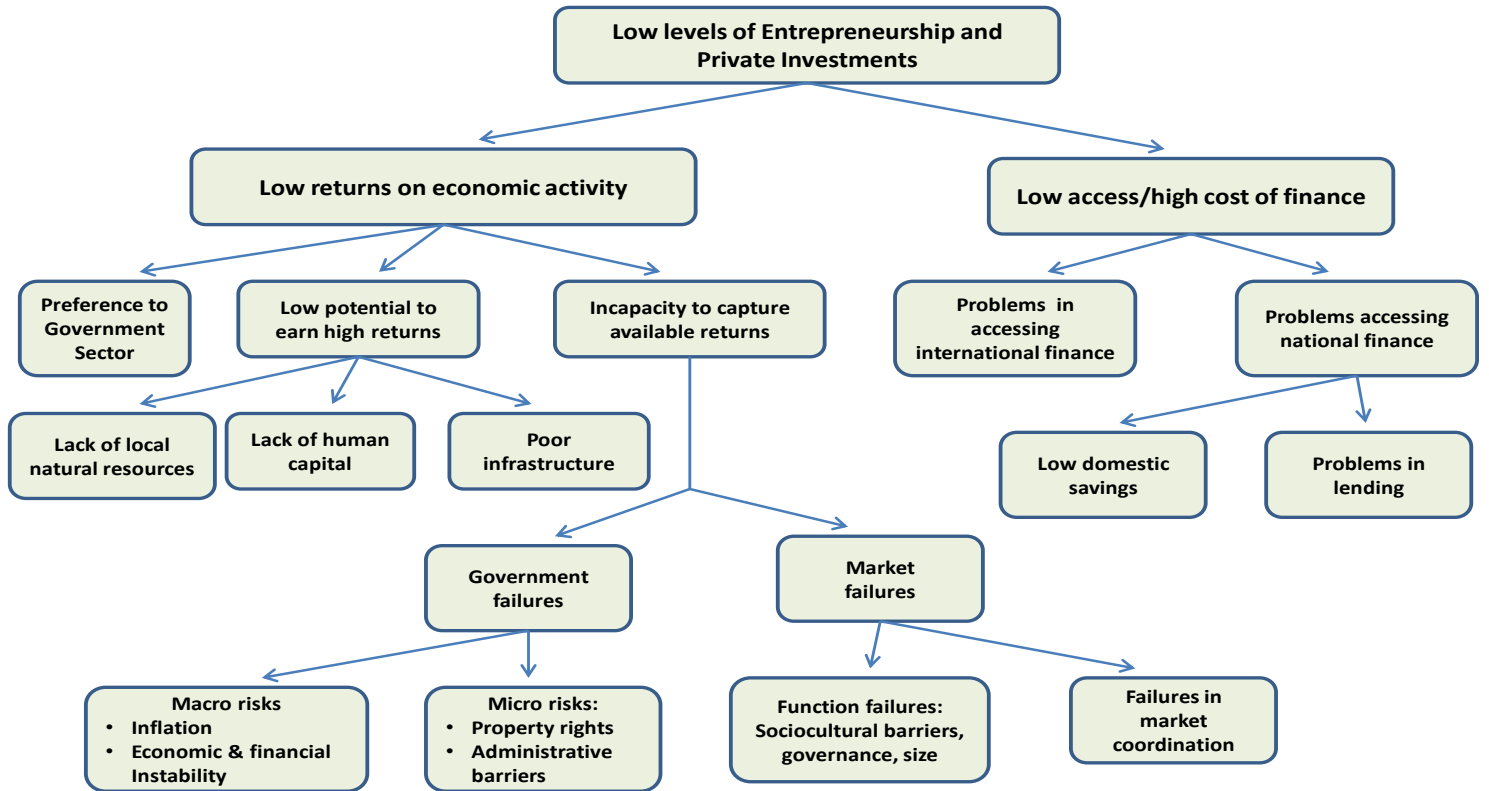 Low levels of Entrepreneurship and
Private Investments
Low returns on economic activity
Low access/high cost of finance
Preference to
Government
Sector
Low potential to
earn high returns
Incapacity to capture
available returns
Problems in
accessing
international finance
Problems accessing
national finance
Lack of local
natural resources
Lack of human
capital
Poor
infrastructure
Low domestic
savings
Problems in
lending
Government
failures
Market
failures
Macro risks
• Inflation
• Economic & financial
Instability
Micro risks:
• Property rights
• Administrative
barriers
Function failures:
Sociocultural barriers,
governance, size
Failures in
market
coordination